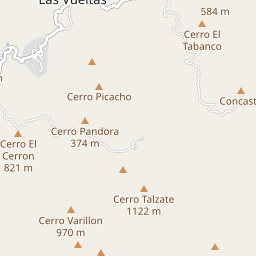 Las Vueltas
584 m
Cerro El
Tabanco
Cerro Picacho
Cerro Pandora
374 m
Cerro El
Cerron
821 m
Cerro Talzate
1122 m
Cerro Varillon
970 m